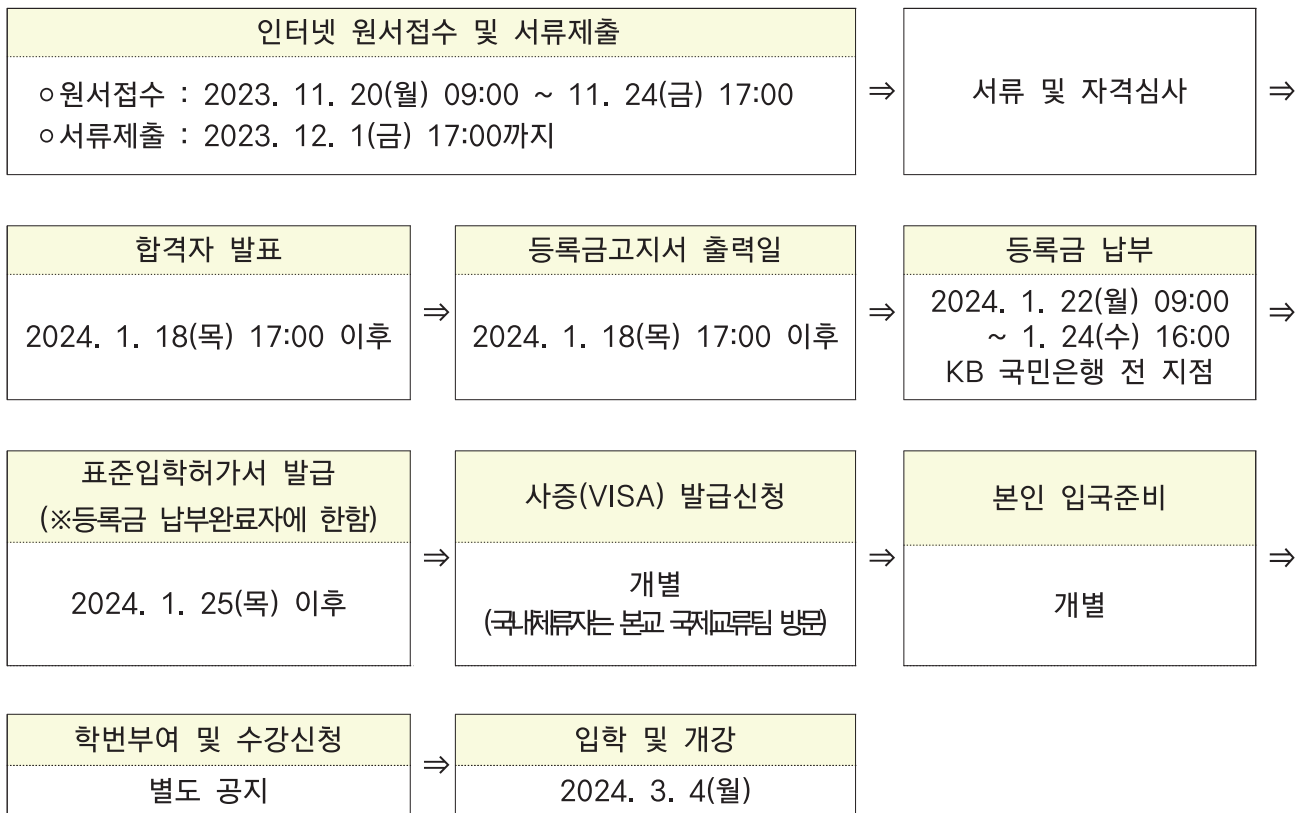 인터넷 원서접수 및 서류제출
○원서접수 : 2023. 11. 20(월) 09:00 ~ 11. 24(금) 17:00
○서류제출 : 2023. 12. 1(금) 17:00까지
⇒
서류 및 자격심사
⇒
합격자 발표
2024. 1. 18(목) 17:00 이후
⇒
등록금고지서 출력일
2024. 1. 18(목) 17:00 이후
⇒
등록금 납부
2024. 1. 22(월) 09:00
~ 1. 24(수) 16:00
KB 국민은행 전 지점
⇒
표준입학허가서 발급
(※등록금 납부완료자에 한함)
2024. 1. 25(목) 이후
⇒
사증(VISA) 발급신청
개별
(국내체류자는 본교 국제교류팀 방문)
⇒
본인 입국준비
개별
⇒
학번부여 및 수강신청
별도 공지
⇒
입학 및 개강
2024. 3. 4(월)